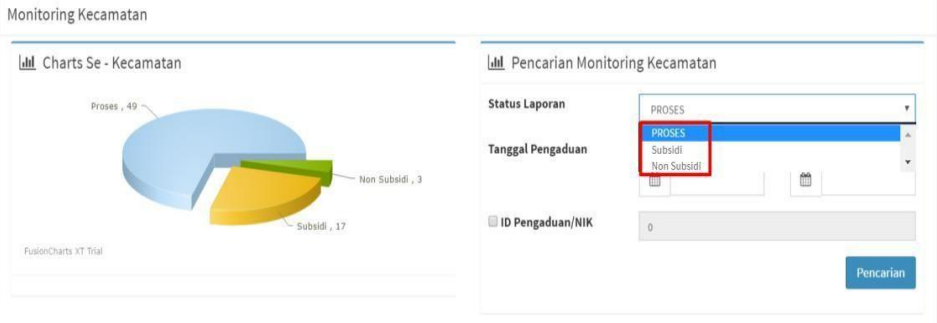 Monitoring Kecamatan
Charts Se - Kecamatan
Proses , 49
Non Subsidi , 3
Subsidi , 17
FusionCharts XT Trial
Pencarian Monitoring Kecamatan
Status Laporan
PROSES
PROSES
Subsidi
Non Subsidi
Tanggal Pengaduan
ID Pengaduan/NIK
0
Pencarian